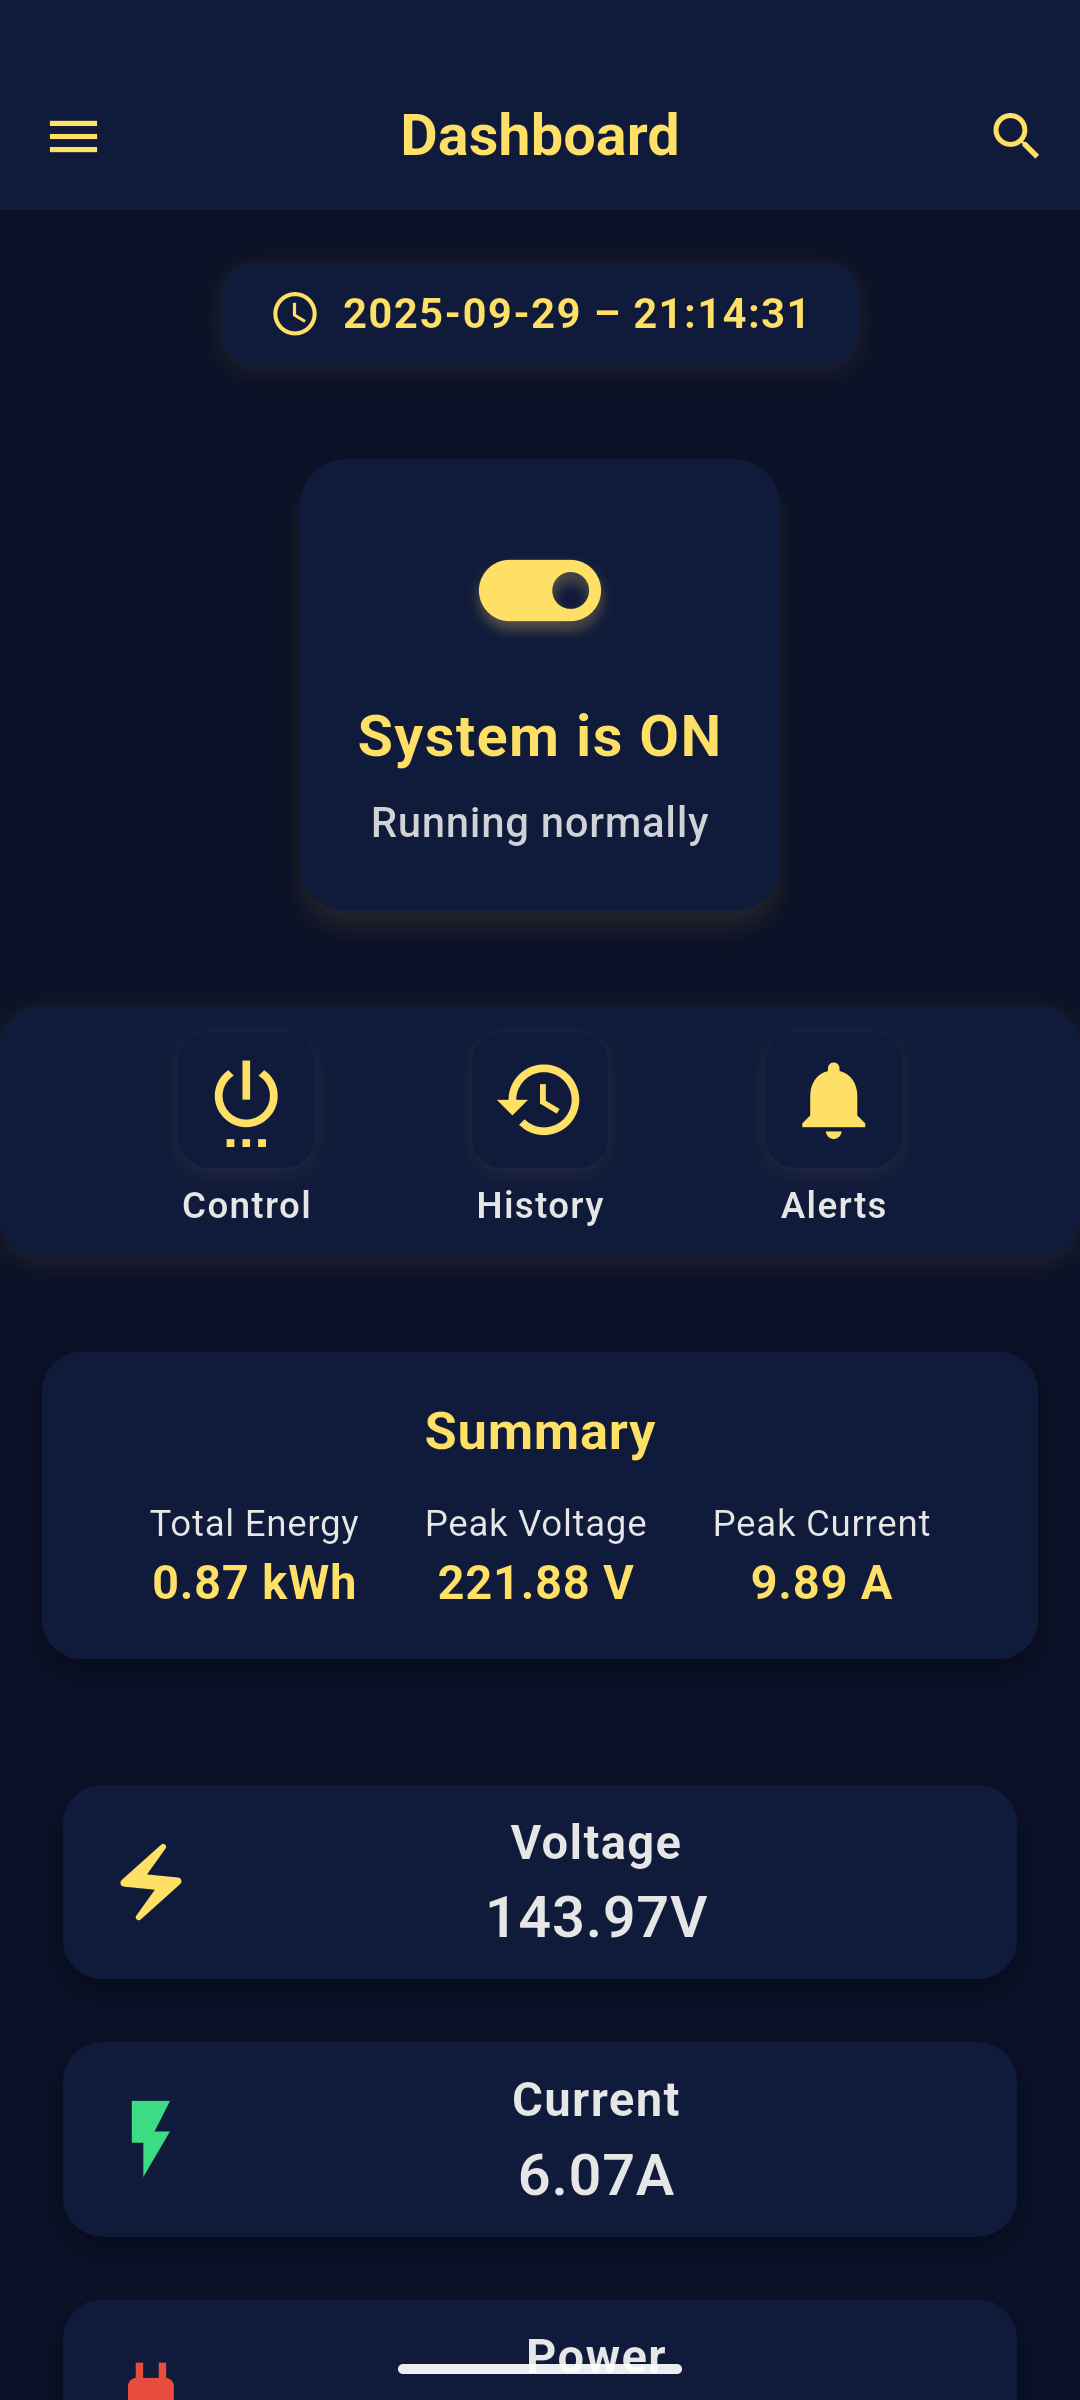 Dashboard
2025-09-29 – 21:14:31
System is ON
Running normally
Control
History
Alerts
Summary
Total Energy
Peak Voltage
Peak Current
0.87 kWh
221.88 V
9.89 A
Voltage
143.97V
Current
6.07A
Power